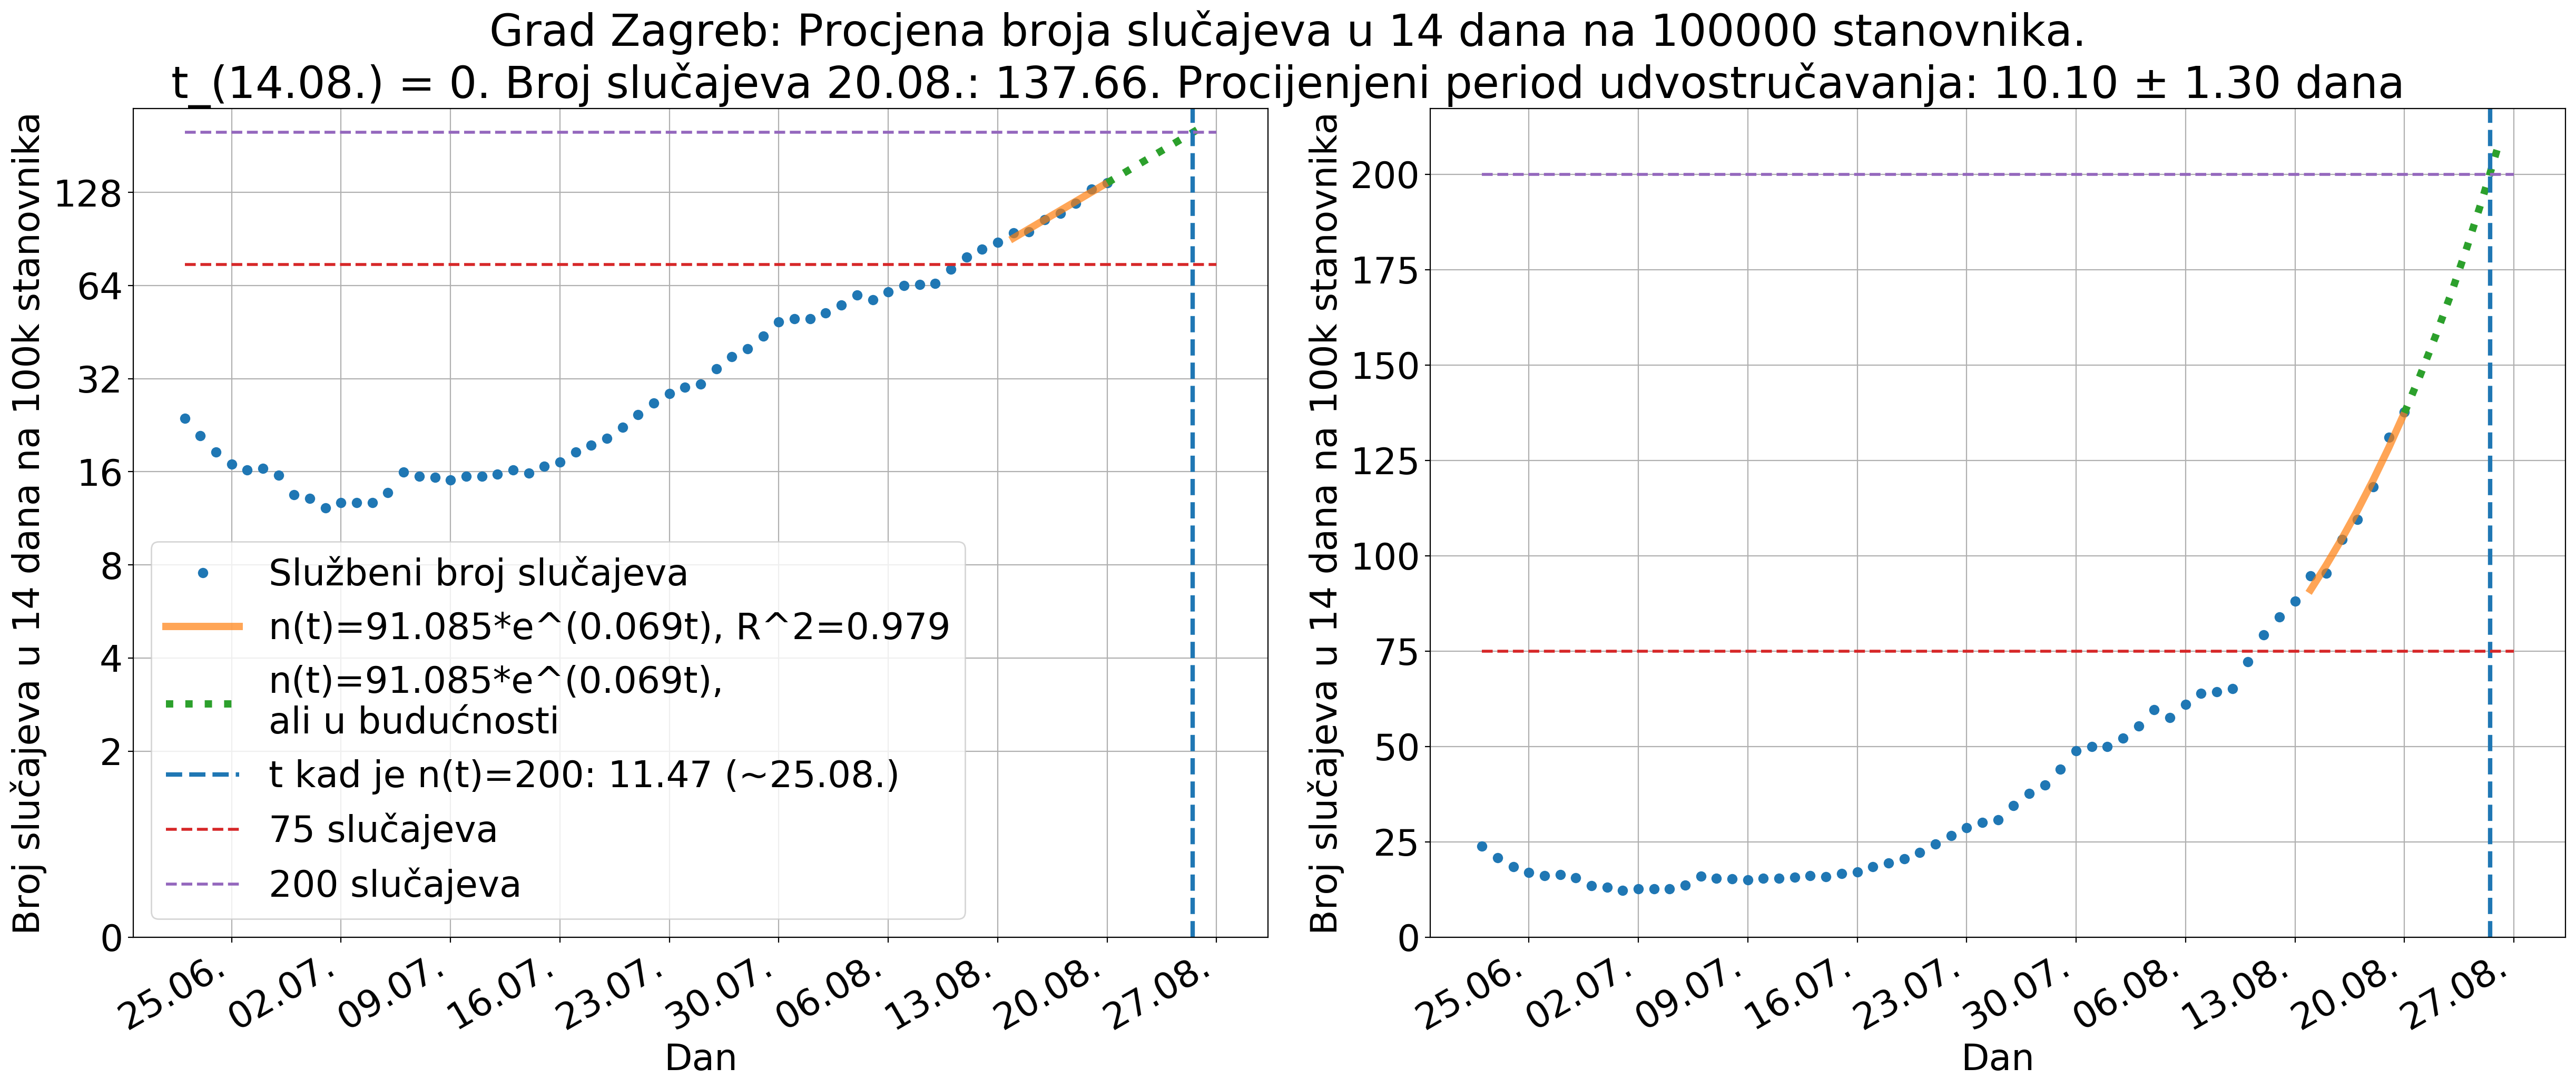 Grad Zagreb: Procjena broja slučajeva u 14 dana na 100000 stanovnika.
t_(14.08.) = 0. Broj slučajeva 20.08.: 137.66. Procijenjeni period udvostručavanja: 10.10 ± 1.30 dana
Broj slučajeva u 14 dana na 100k stanovnika
128
64
32
16
8
4
2
0
Službeni broj slučajeva
n(t)=91.085*e^(0.069t), R^2=0.979
n(t)=91.085*e^(0.069t),
ali u budućnosti
t kad je n(t)=200: 11.47 (~25.08.)
75 slučajeva
200 slučajeva
25.06.
02.07.
09.07.
16.07.
23.07.
30.07.
06.08.
13.08.
20.08.
27.08.
Dan
Broj slučajeva u 14 dana na 100k stanovnika
200
175
150
125
100
75
50
25
0
25.06.
02.07.
09.07.
16.07.
23.07.
30.07.
06.08.
13.08.
20.08.
27.08.
Dan